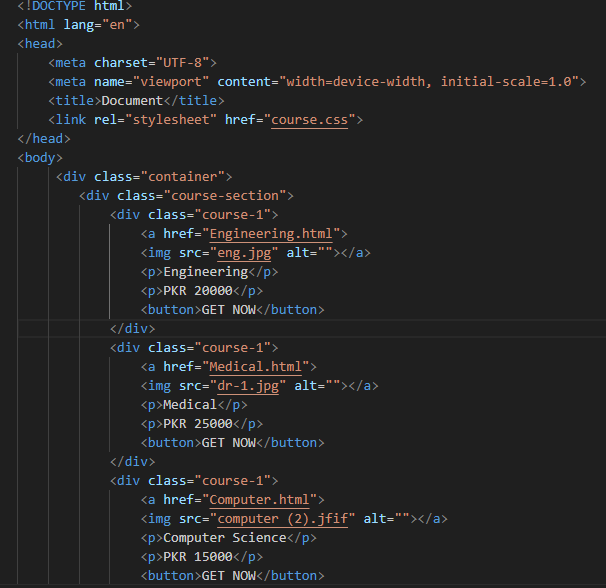 <!DOCTYPE html>
<html lang="en">
<head>
<meta charset="UTF-8">
<meta name="viewport" content="width=device-width, initial-scale=1.0">
<title>Document</title>
<link rel="stylesheet" href="course.css">
</head>
<body>
<div class="container">
<div class="course-section">
<div class="course-1">
<a href="Engineering.html">
<img src="eng.jpg" alt=""></a>
<p>Engineering</p>
<p>PKR 20000</p>
<button>GET NOW</button>
</div>
<div class="course-1">
<a href="Medical.html">
<img src="dr-1.jpg" alt=""></a>
<p>Medical</p>
<p>PKR 25000</p>
<button>GET NOW</button>
</div>
<div class="course-1">
<a href="Computer.html">
<img src="computer (2).jfif" alt=""></a>
<p>Computer Science</p>
<p>PKR 15000</p>
<button>GET NOW</button>